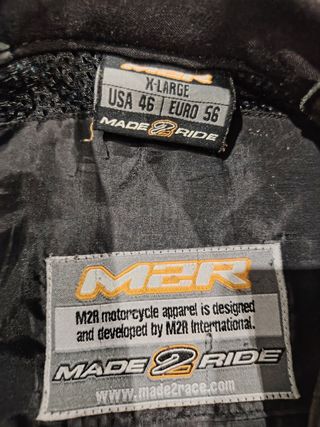 M2R
X-LARGE
USA 46 | EURO 56
MADE 2 RIDE
M2R
M2R motorcycle apparel is designed
and developed by M2R International.
MADE 2 RIDE
www.made2race.com